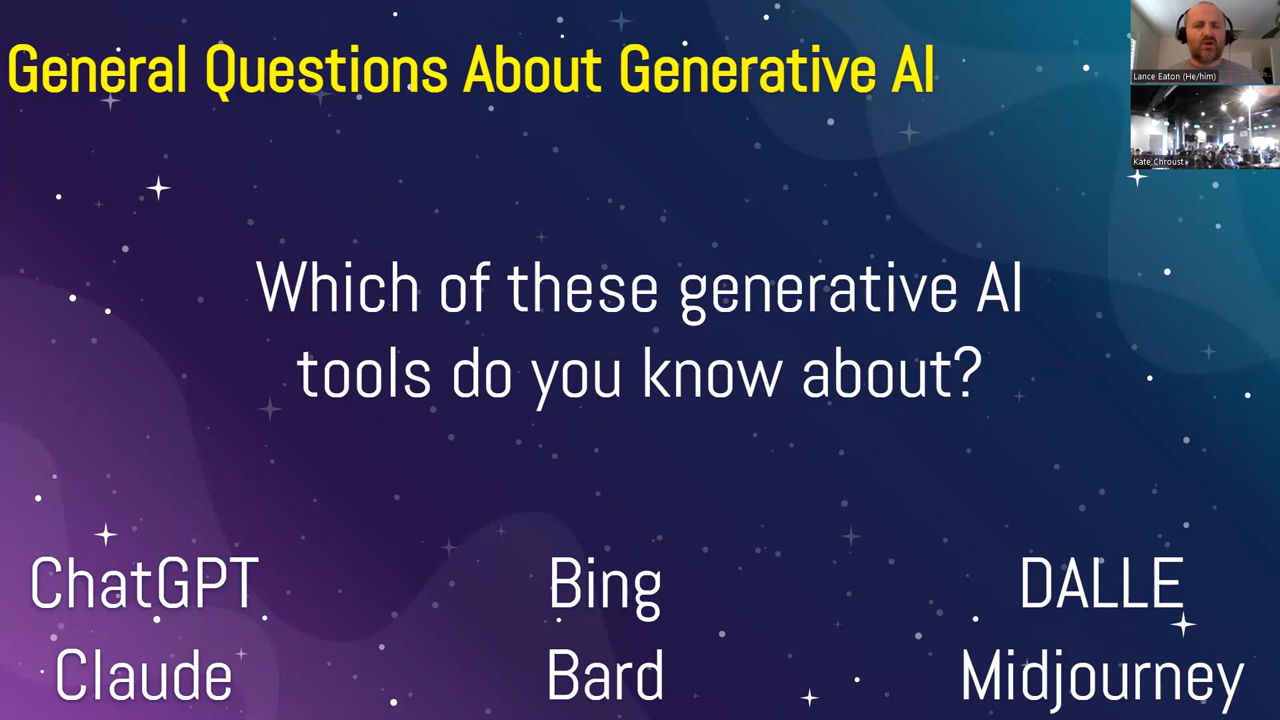 General Questions About Generative AI
Lance Eaton (He/him)
Kate Chroust
Which of these generative AI
tools do you know about?
ChatGPT
Bing
DALLE
Claude
Bard
Midjourney